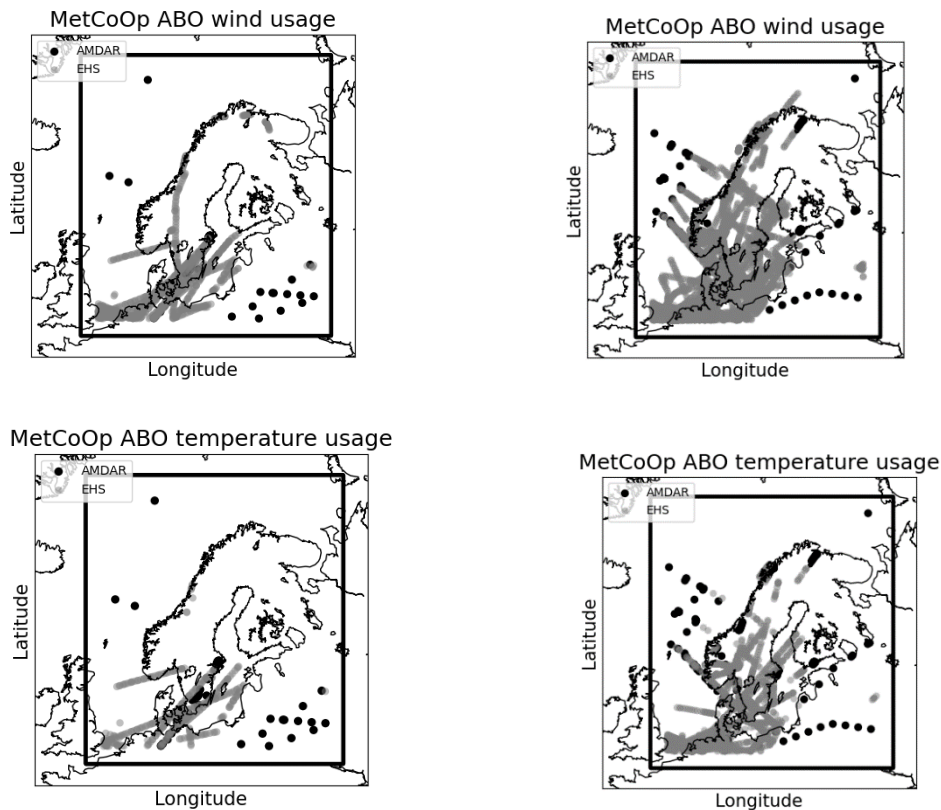 MetCoOp ABO wind usage
AMDAR
EHS
Latitude
Longitude
MetCoOp ABO wind usage
AMDAR
EHS
Latitude
Longitude
MetCoOp ABO temperature usage
AMDAR
EHS
Latitude
Longitude
MetCoOp ABO temperature usage
AMDAR
EHS
Latitude
Longitude